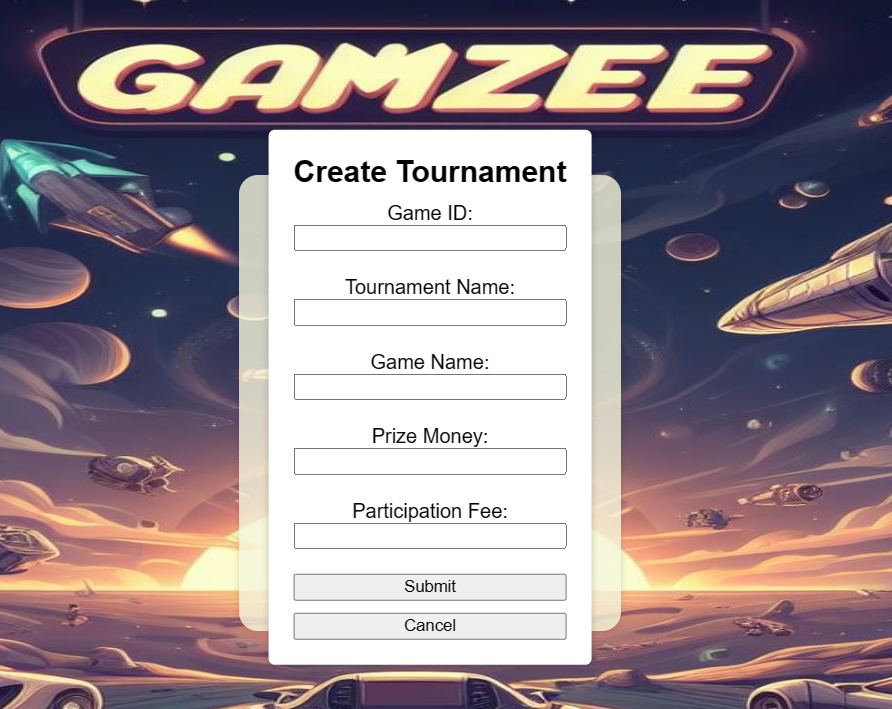 GAMZEE
Create Tournament
Game ID:
Tournament Name:
Game Name:
Prize Money:
Participation Fee:
Submit
Cancel